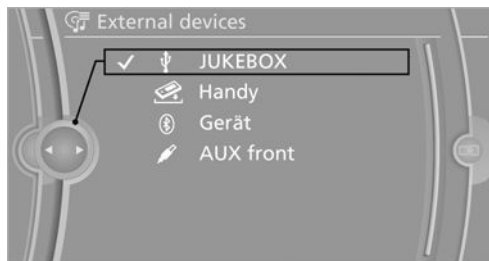 External devices
JUKEBOX
Handy
Gerät
AUX front